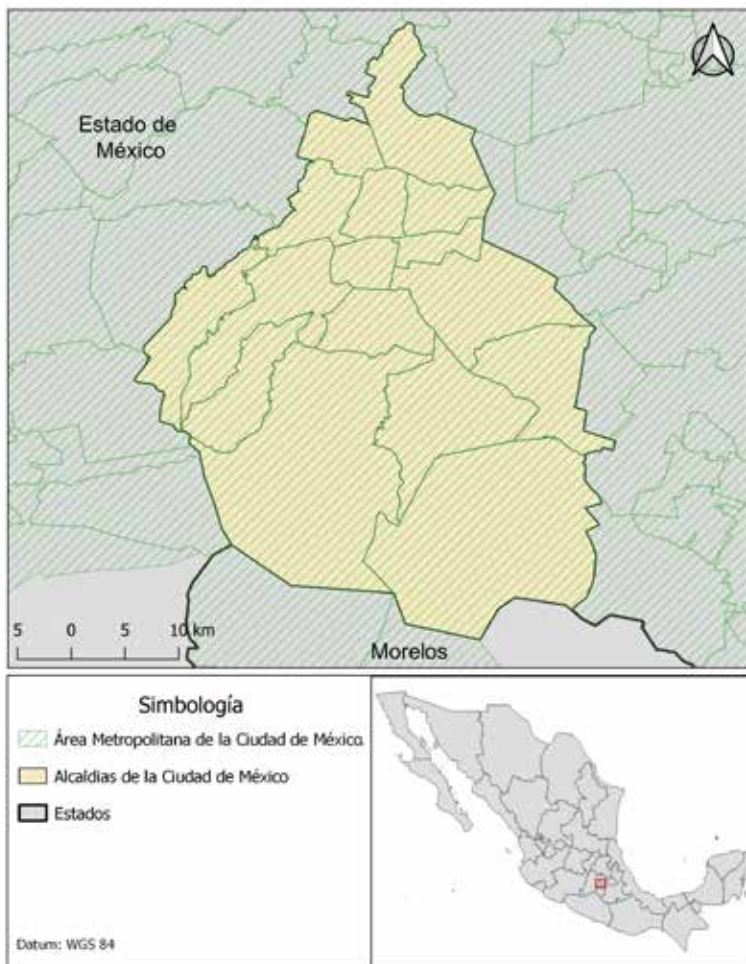 Estado de
México
5 0 5 10 km
Morelos
Simbología
Área Metropolitana de la Ciudad de México.
Alcaldias de la Ciudad de México
Estados
Datum: WGS 84